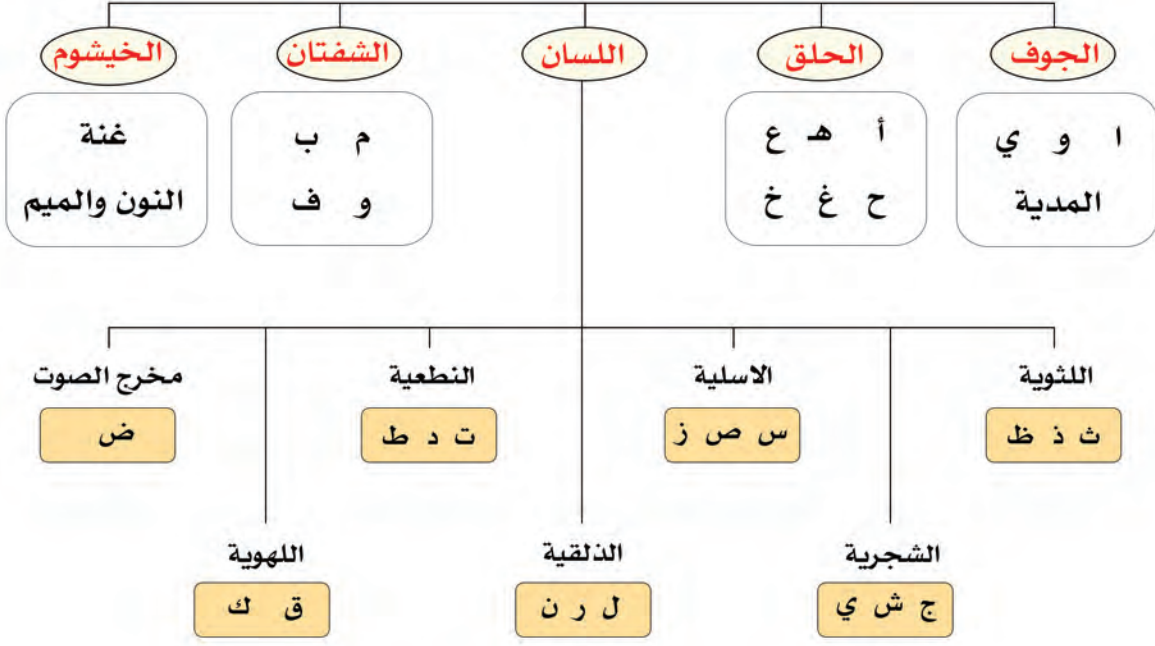 الجوف
الحلق
اللسان
الشفتان
الخيشوم
ا و ي
المدية
أ هـ ع
ح غ خ
م ب
و ف
غنة
النون والميم
اللثوية
ث ذ ظ
الشجرية
ج ش ي
الاسلية
س ص ز
الذلقية
ل ر ن
النطعية
ت د ط
اللهوية
ق ك
مخرج الصوت
ض